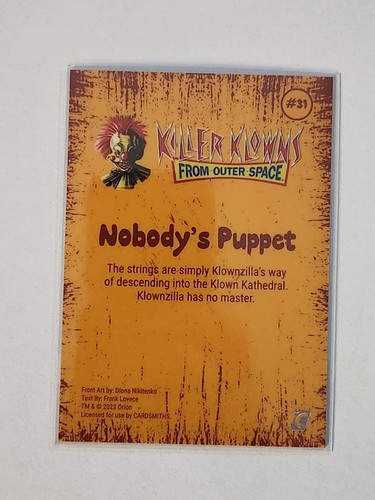 #31
KILLER KLOWNS
FROM OUTER SPACE
Nobody's Puppet
The strings are simply Klownzilla's way
of descending into the Klown Kathedral.
Klownzilla has no master.
Front Art by: Diona Nikitenko
Text By: Frank Lovece
TM & © 2023 Orion
Licensed for use by CARDSMITHS.